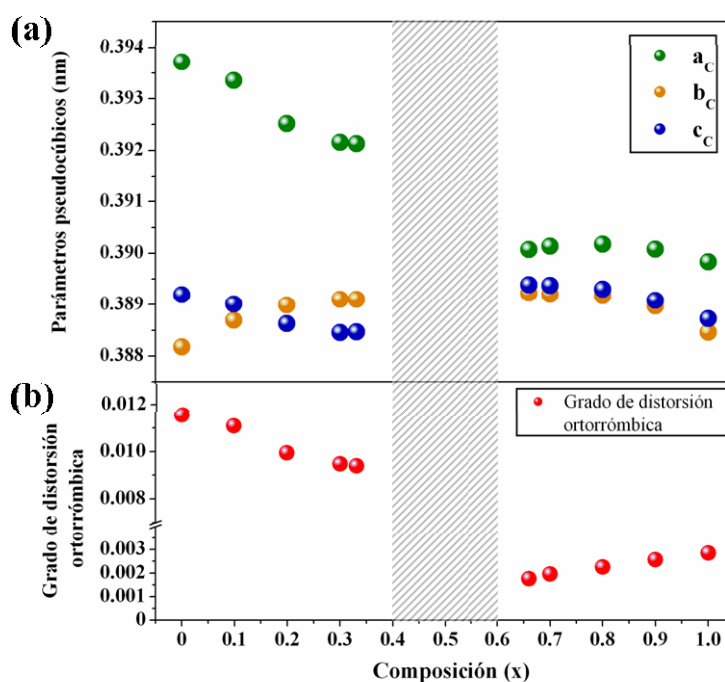 (a)
Parámetros pseudocúbicos (nm)
0.394
0.393
0.392
0.391
0.390
0.389
0.388
a_C
b_C
c_C
(b)
Grado de distorsión
ortorrómbica
0.012
0.010
0.008
0.003
0.002
0.001
0
Grado de distorsión
ortorrómbica
0 0.1 0.2 0.3 0.4 0.5 0.6 0.7 0.8 0.9 1.0
Composición (x)